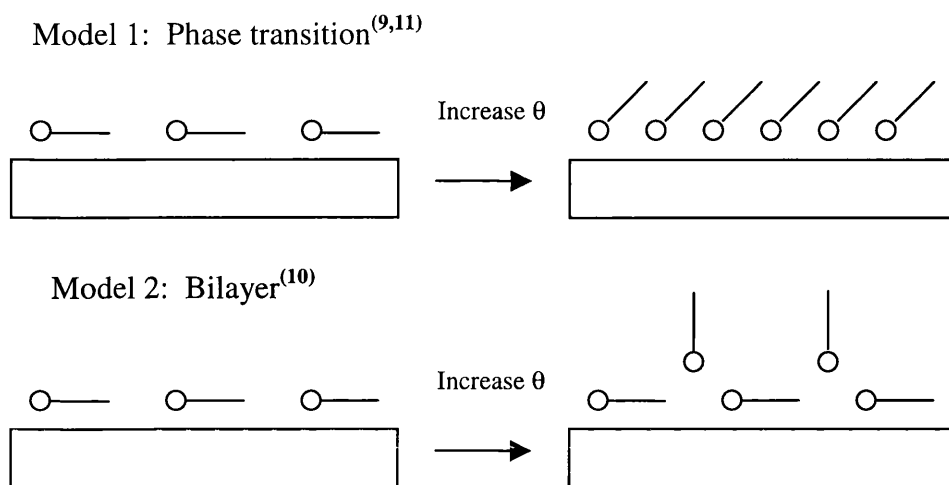 Model 1: Phase transition(9,11)
Increase θ
Model 2: Bilayer(10)
Increase θ